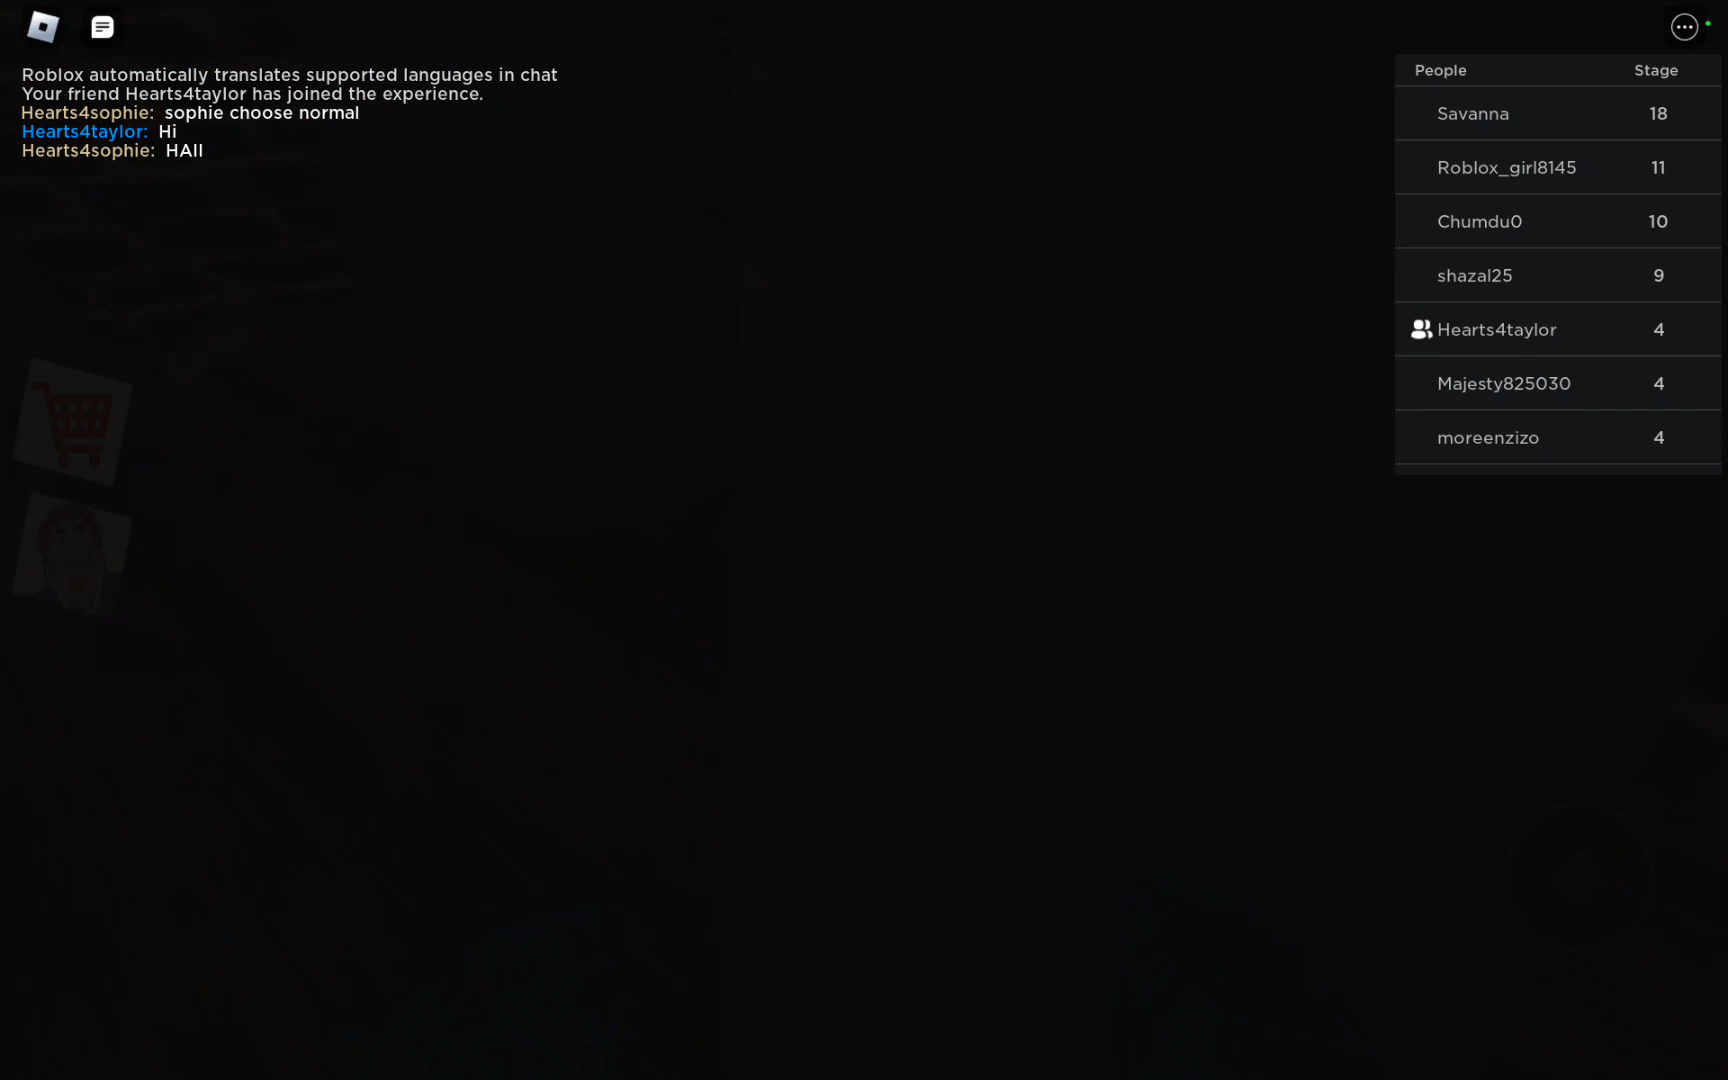 Roblox automatically translates supported languages in chat
Your friend Hearts4taylor has joined the experience.
Hearts4sophie: sophie choose normal
Hearts4taylor: Hi
Hearts4sophie: HAII
People Stage
Savanna 18
Roblox_girl8145 11
Chumdu0 10
shazal25 9
Hearts4taylor 4
Majesty825030 4
moreenzizo 4